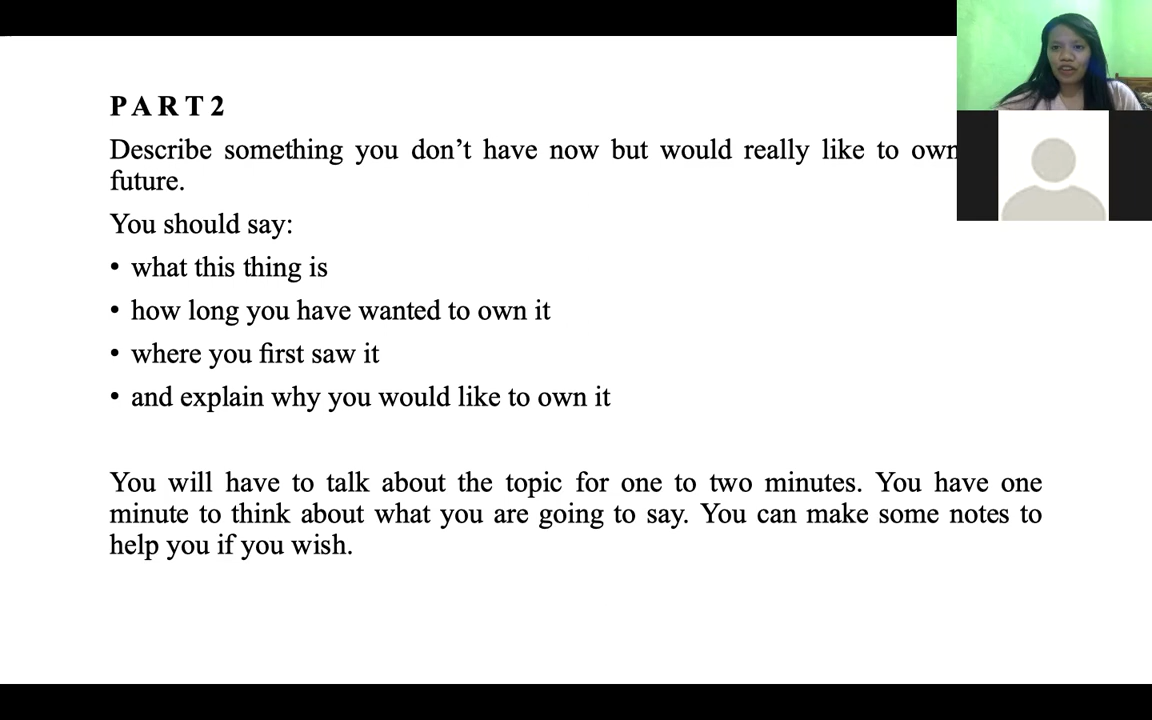 P A R T 2
Describe something you don’t have now but would really like to own
future.
You should say:
• what this thing is
• how long you have wanted to own it
• where you first saw it
• and explain why you would like to own it
You will have to talk about the topic for one to two minutes. You have one
minute to think about what you are going to say. You can make some notes to
help you if you wish.